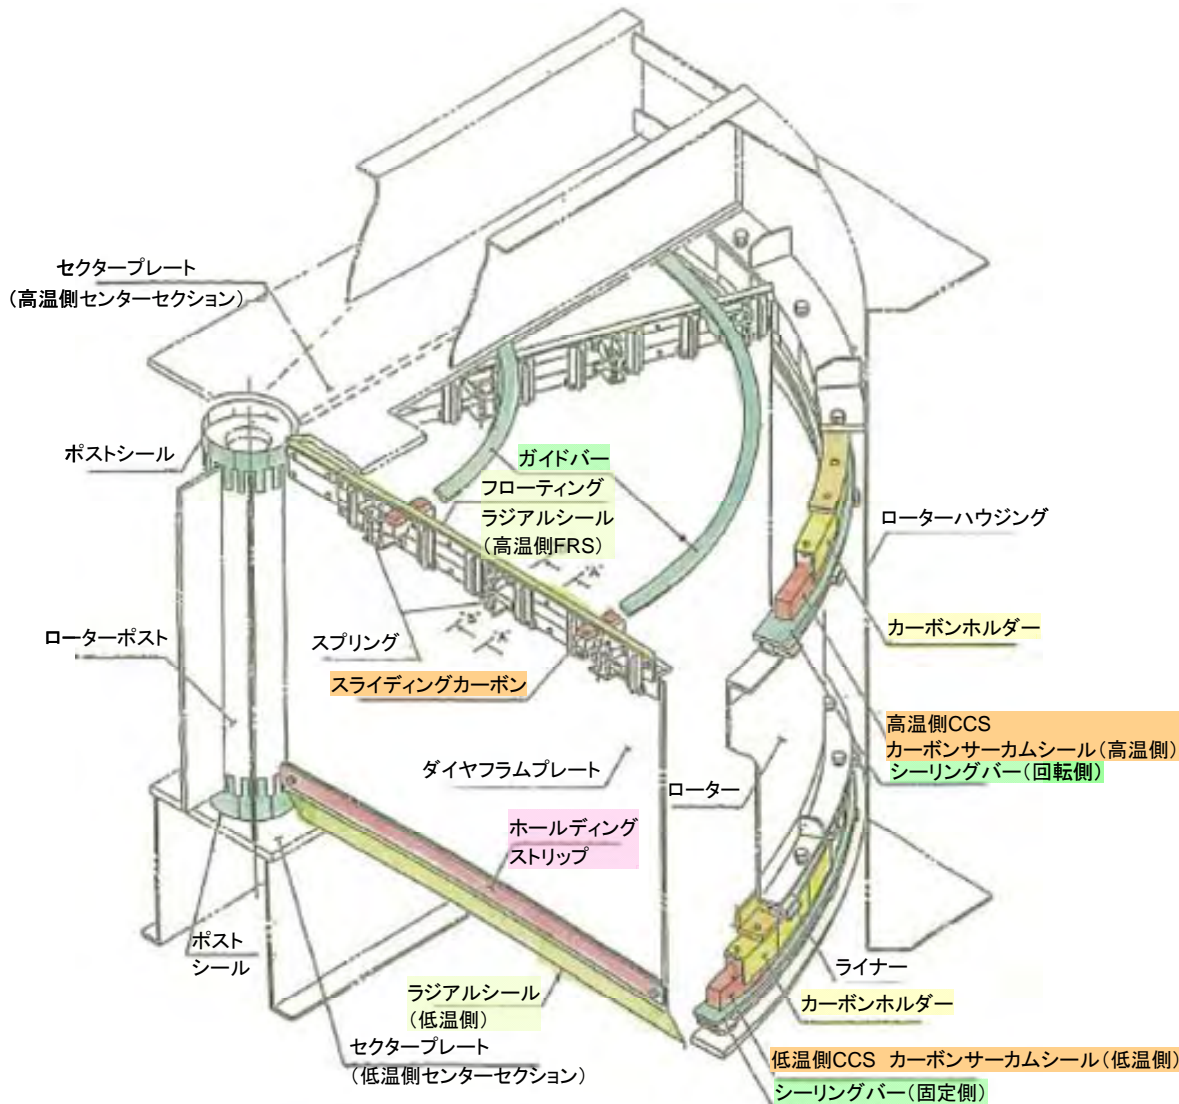 セクタープレート
（高温側センターセクション）
ポストシール
ガイドバー
フローティング
ラジアルシール
（高温側FRS）
ローターハウジング
カーボンホルダー
ローターポスト
スプリング
スライディングカーボン
高温側CCS
カーボンサーカムシール（高温側）
シーリングバー（回転側）
ダイヤフラムプレート
ローター
ホールディング
ストリップ
ポスト
シール
ライナー
ラジアルシール
（低温側）
カーボンホルダー
セクタープレート
（低温側センターセクション）
低温側CCS カーボンサーカムシール（低温側）
シーリングバー（固定側）